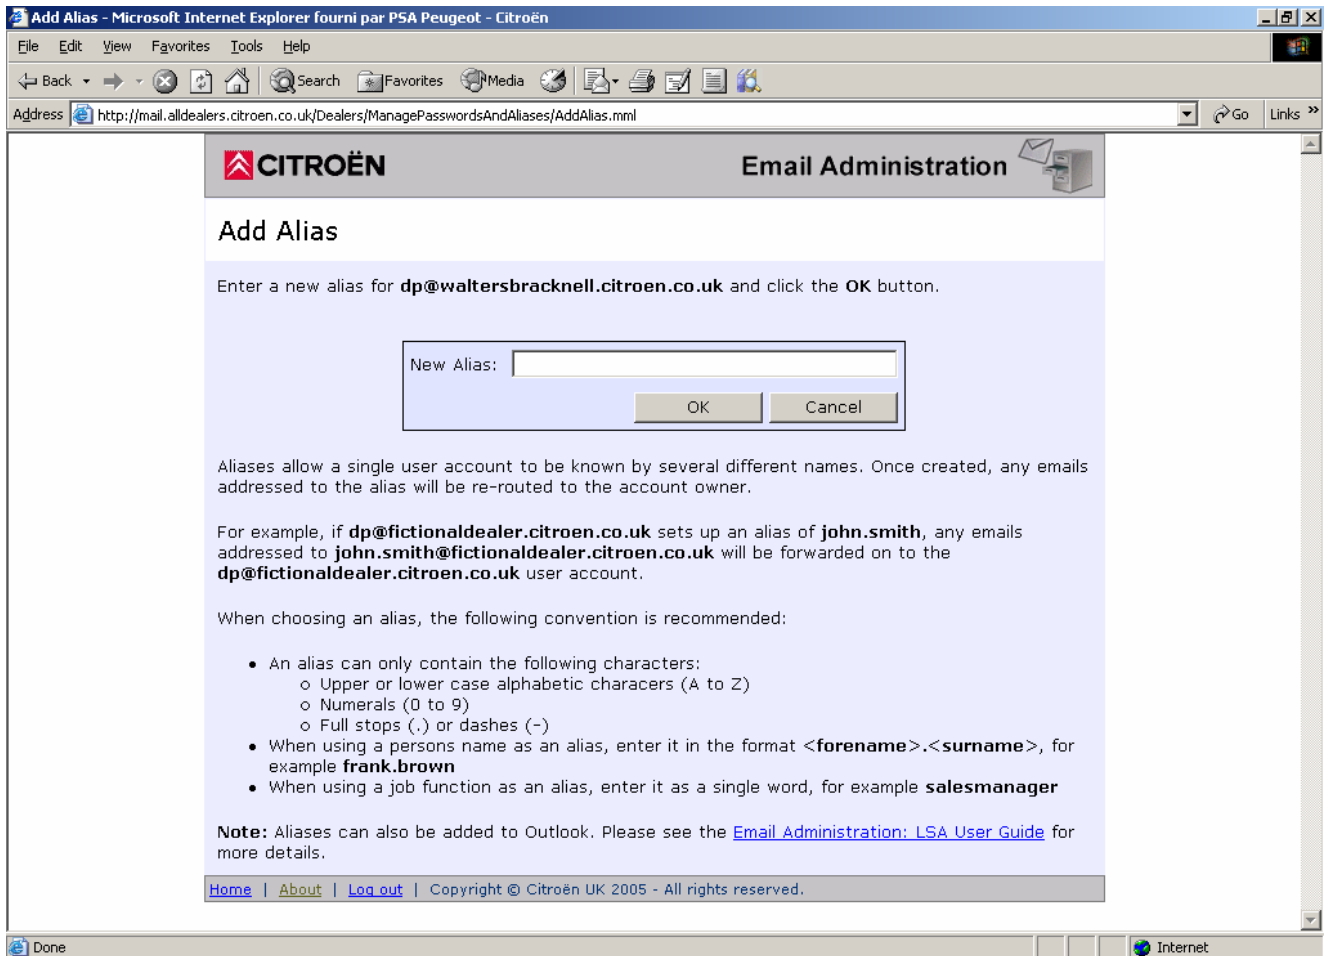 Add Alias - Microsoft Internet Explorer fourni par PSA Peugeot - Citroën
File Edit View Favorites Tools Help
Back Search Favorites Media
Address http://mail.alldealers.citroen.co.uk/Dealers/ManagePasswordsAndAliases/AddAlias.mml Go Links »
CITROËN Email Administration
Add Alias
Enter a new alias for dp@waltersbracknell.citroen.co.uk and click the OK button.
New Alias:
OK Cancel
Aliases allow a single user account to be known by several different names. Once created, any emails
addressed to the alias will be re-routed to the account owner.
For example, if dp@fictionaldealer.citroen.co.uk sets up an alias of john.smith, any emails
addressed to john.smith@fictionaldealer.citroen.co.uk will be forwarded on to the
dp@fictionaldealer.citroen.co.uk user account.
When choosing an alias, the following convention is recommended:
• An alias can only contain the following characters:
o Upper or lower case alphabetic characers (A to Z)
o Numerals (0 to 9)
o Full stops (.) or dashes (-)
• When using a persons name as an alias, enter it in the format <forename>.<surname>, for
example frank.brown
• When using a job function as an alias, enter it as a single word, for example salesmanager
Note: Aliases can also be added to Outlook. Please see the Email Administration: LSA User Guide for
more details.
Home | About | Log out | Copyright © Citroën UK 2005 - All rights reserved.
Done Internet